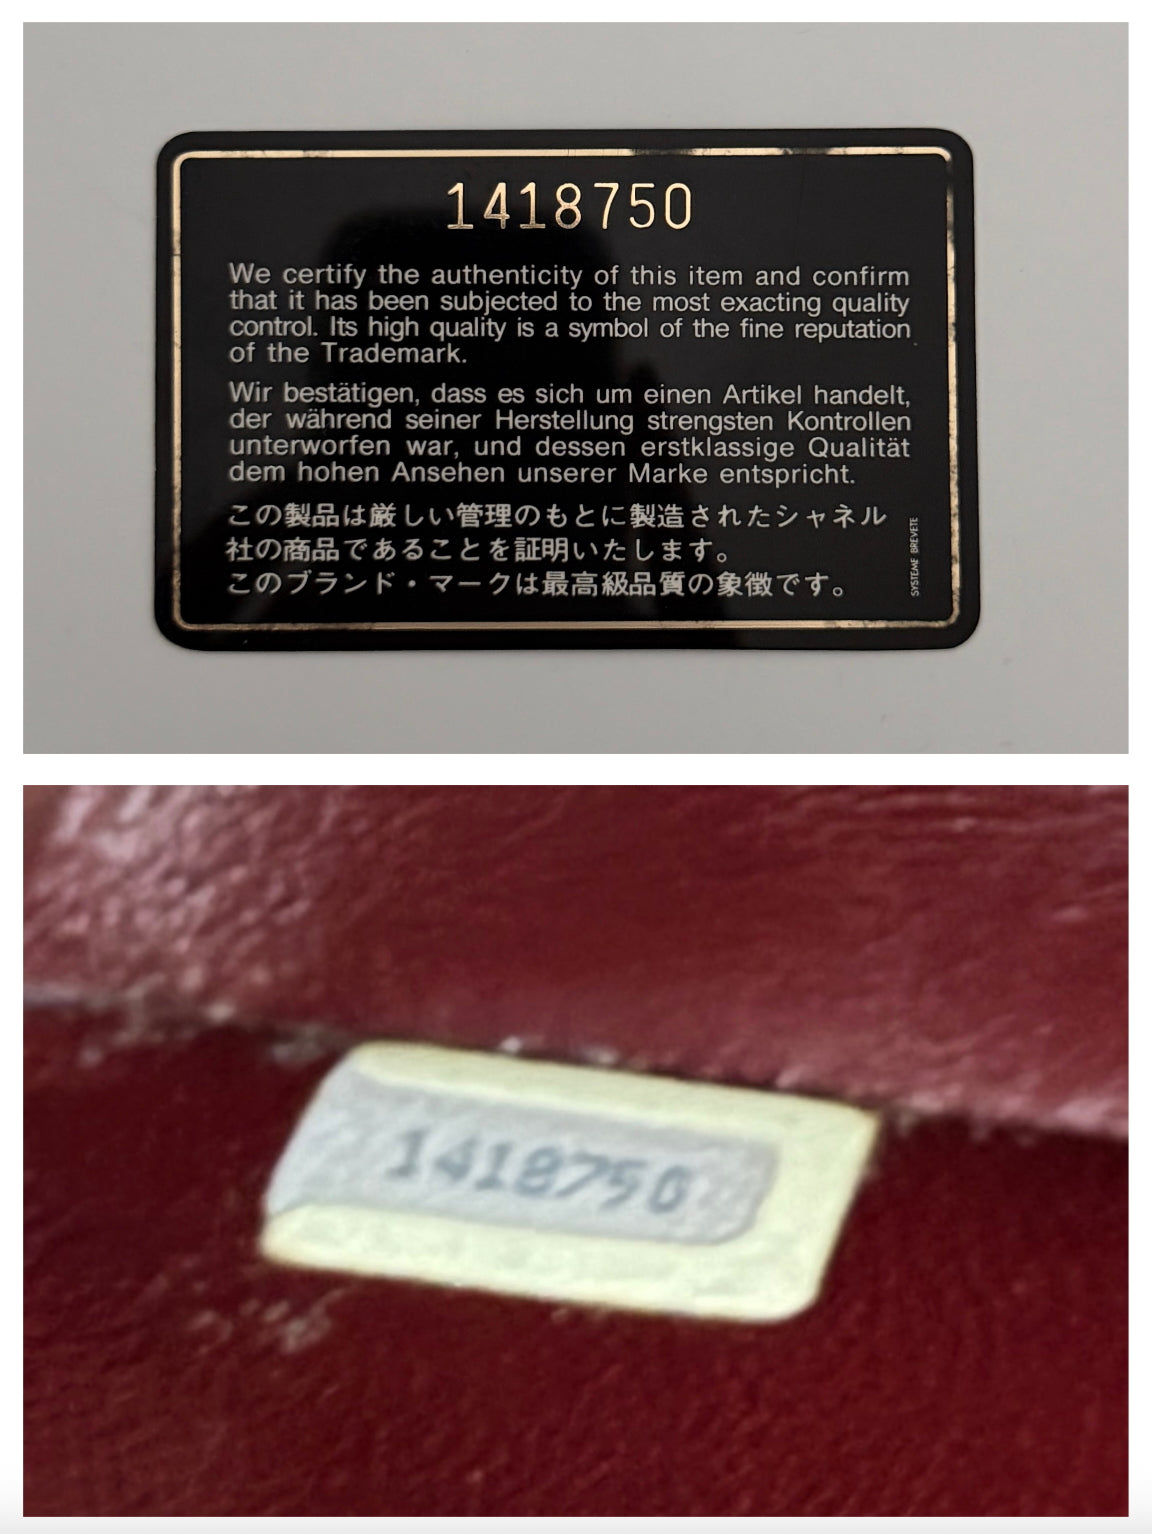 1418750
We certify the authenticity of this item and confirm
that it has been subjected to the most exacting quality
control. Its high quality is a symbol of the fine reputation
of the Trademark.
Wir bestätigen, dass es sich um einen Artikel handelt,
der während seiner Herstellung strengsten Kontrollen
unterworfen war, und dessen erstklassige Qualität
dem hohen Ansehen unserer Marke entspricht.
この製品は厳しい管理のもとに製造されたシャネル
社の商品であることを証明いたします。
このブランド・マークは最高級品質の象徴です。
SYSTEME BREVETE
1418750